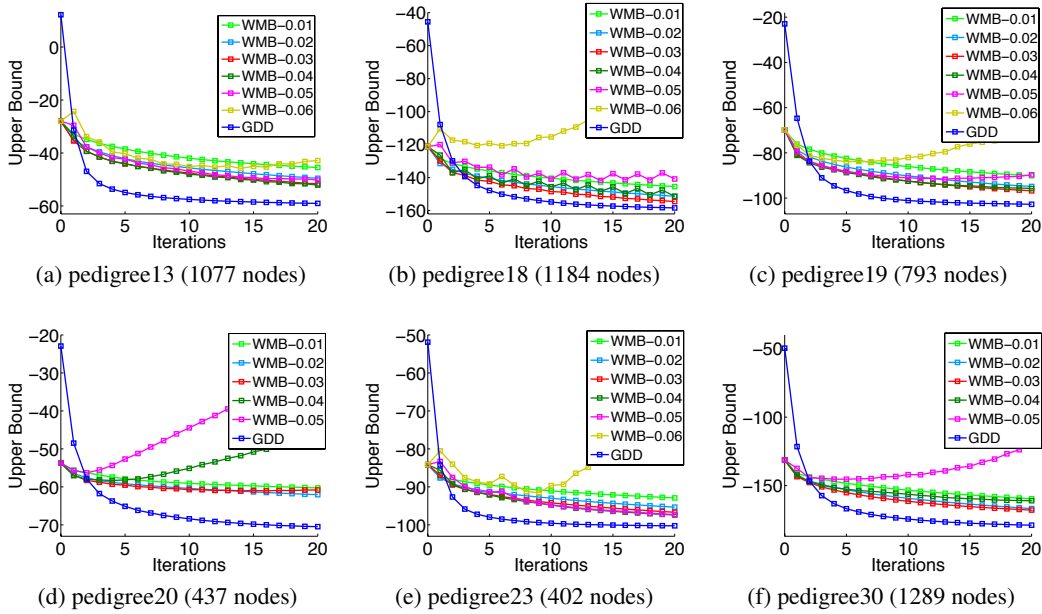 Upper Bound
0
−20
−40
−60
0 5 10 15 20
Iterations
WMB−0.01
WMB−0.02
WMB−0.03
WMB−0.04
WMB−0.05
WMB−0.06
GDD
(a) pedigree13 (1077 nodes)
Upper Bound
−40
−60
−80
−100
−120
−140
−160
0 5 10 15 20
Iterations
WMB−0.01
WMB−0.02
WMB−0.03
WMB−0.04
WMB−0.05
WMB−0.06
GDD
(b) pedigree18 (1184 nodes)
Upper Bound
−20
−40
−60
−80
−100
0 5 10 15 20
Iterations
WMB−0.01
WMB−0.02
WMB−0.03
WMB−0.04
WMB−0.05
WMB−0.06
GDD
(c) pedigree19 (793 nodes)
Upper Bound
−20
−30
−40
−50
−60
−70
0 5 10 15 20
Iterations
WMB−0.01
WMB−0.02
WMB−0.03
WMB−0.04
WMB−0.05
GDD
(d) pedigree20 (437 nodes)
Upper Bound
−50
−60
−70
−80
−90
−100
0 5 10 15 20
Iterations
WMB−0.01
WMB−0.02
WMB−0.03
WMB−0.04
WMB−0.05
WMB−0.06
GDD
(e) pedigree23 (402 nodes)
Upper Bound
−50
−100
−150
0 5 10 15 20
Iterations
WMB−0.01
WMB−0.02
WMB−0.03
WMB−0.04
WMB−0.05
GDD
(f) pedigree30 (1289 nodes)